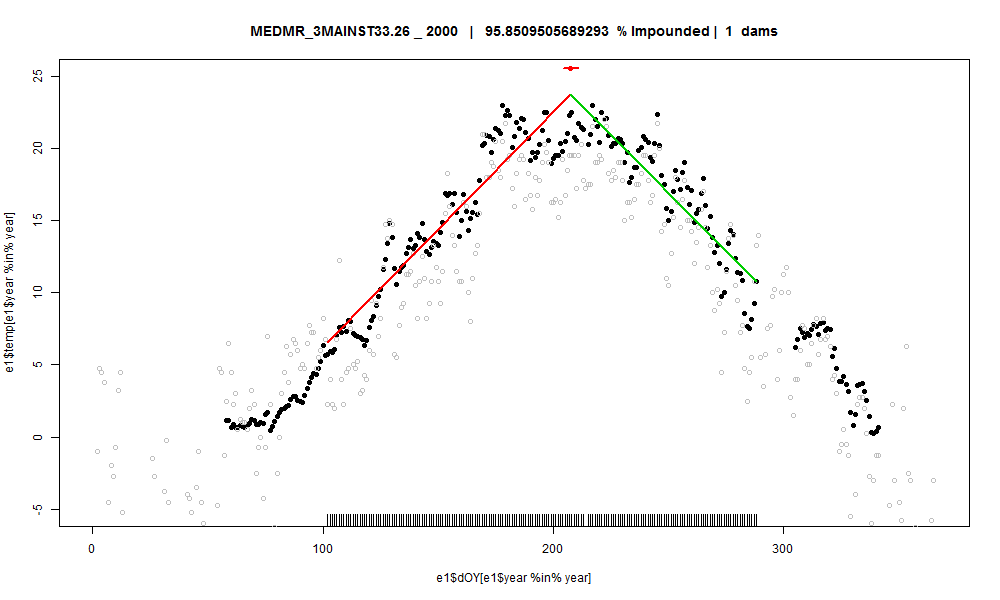 MEDMR_3MAINST33.26 _ 2000 | 95.8509505689293 % Impounded | 1 dams
e1$temp[e1$year %in% year]
25
20
15
10
5
0
-5
0 100 200 300
e1$dOY[e1$year %in% year]